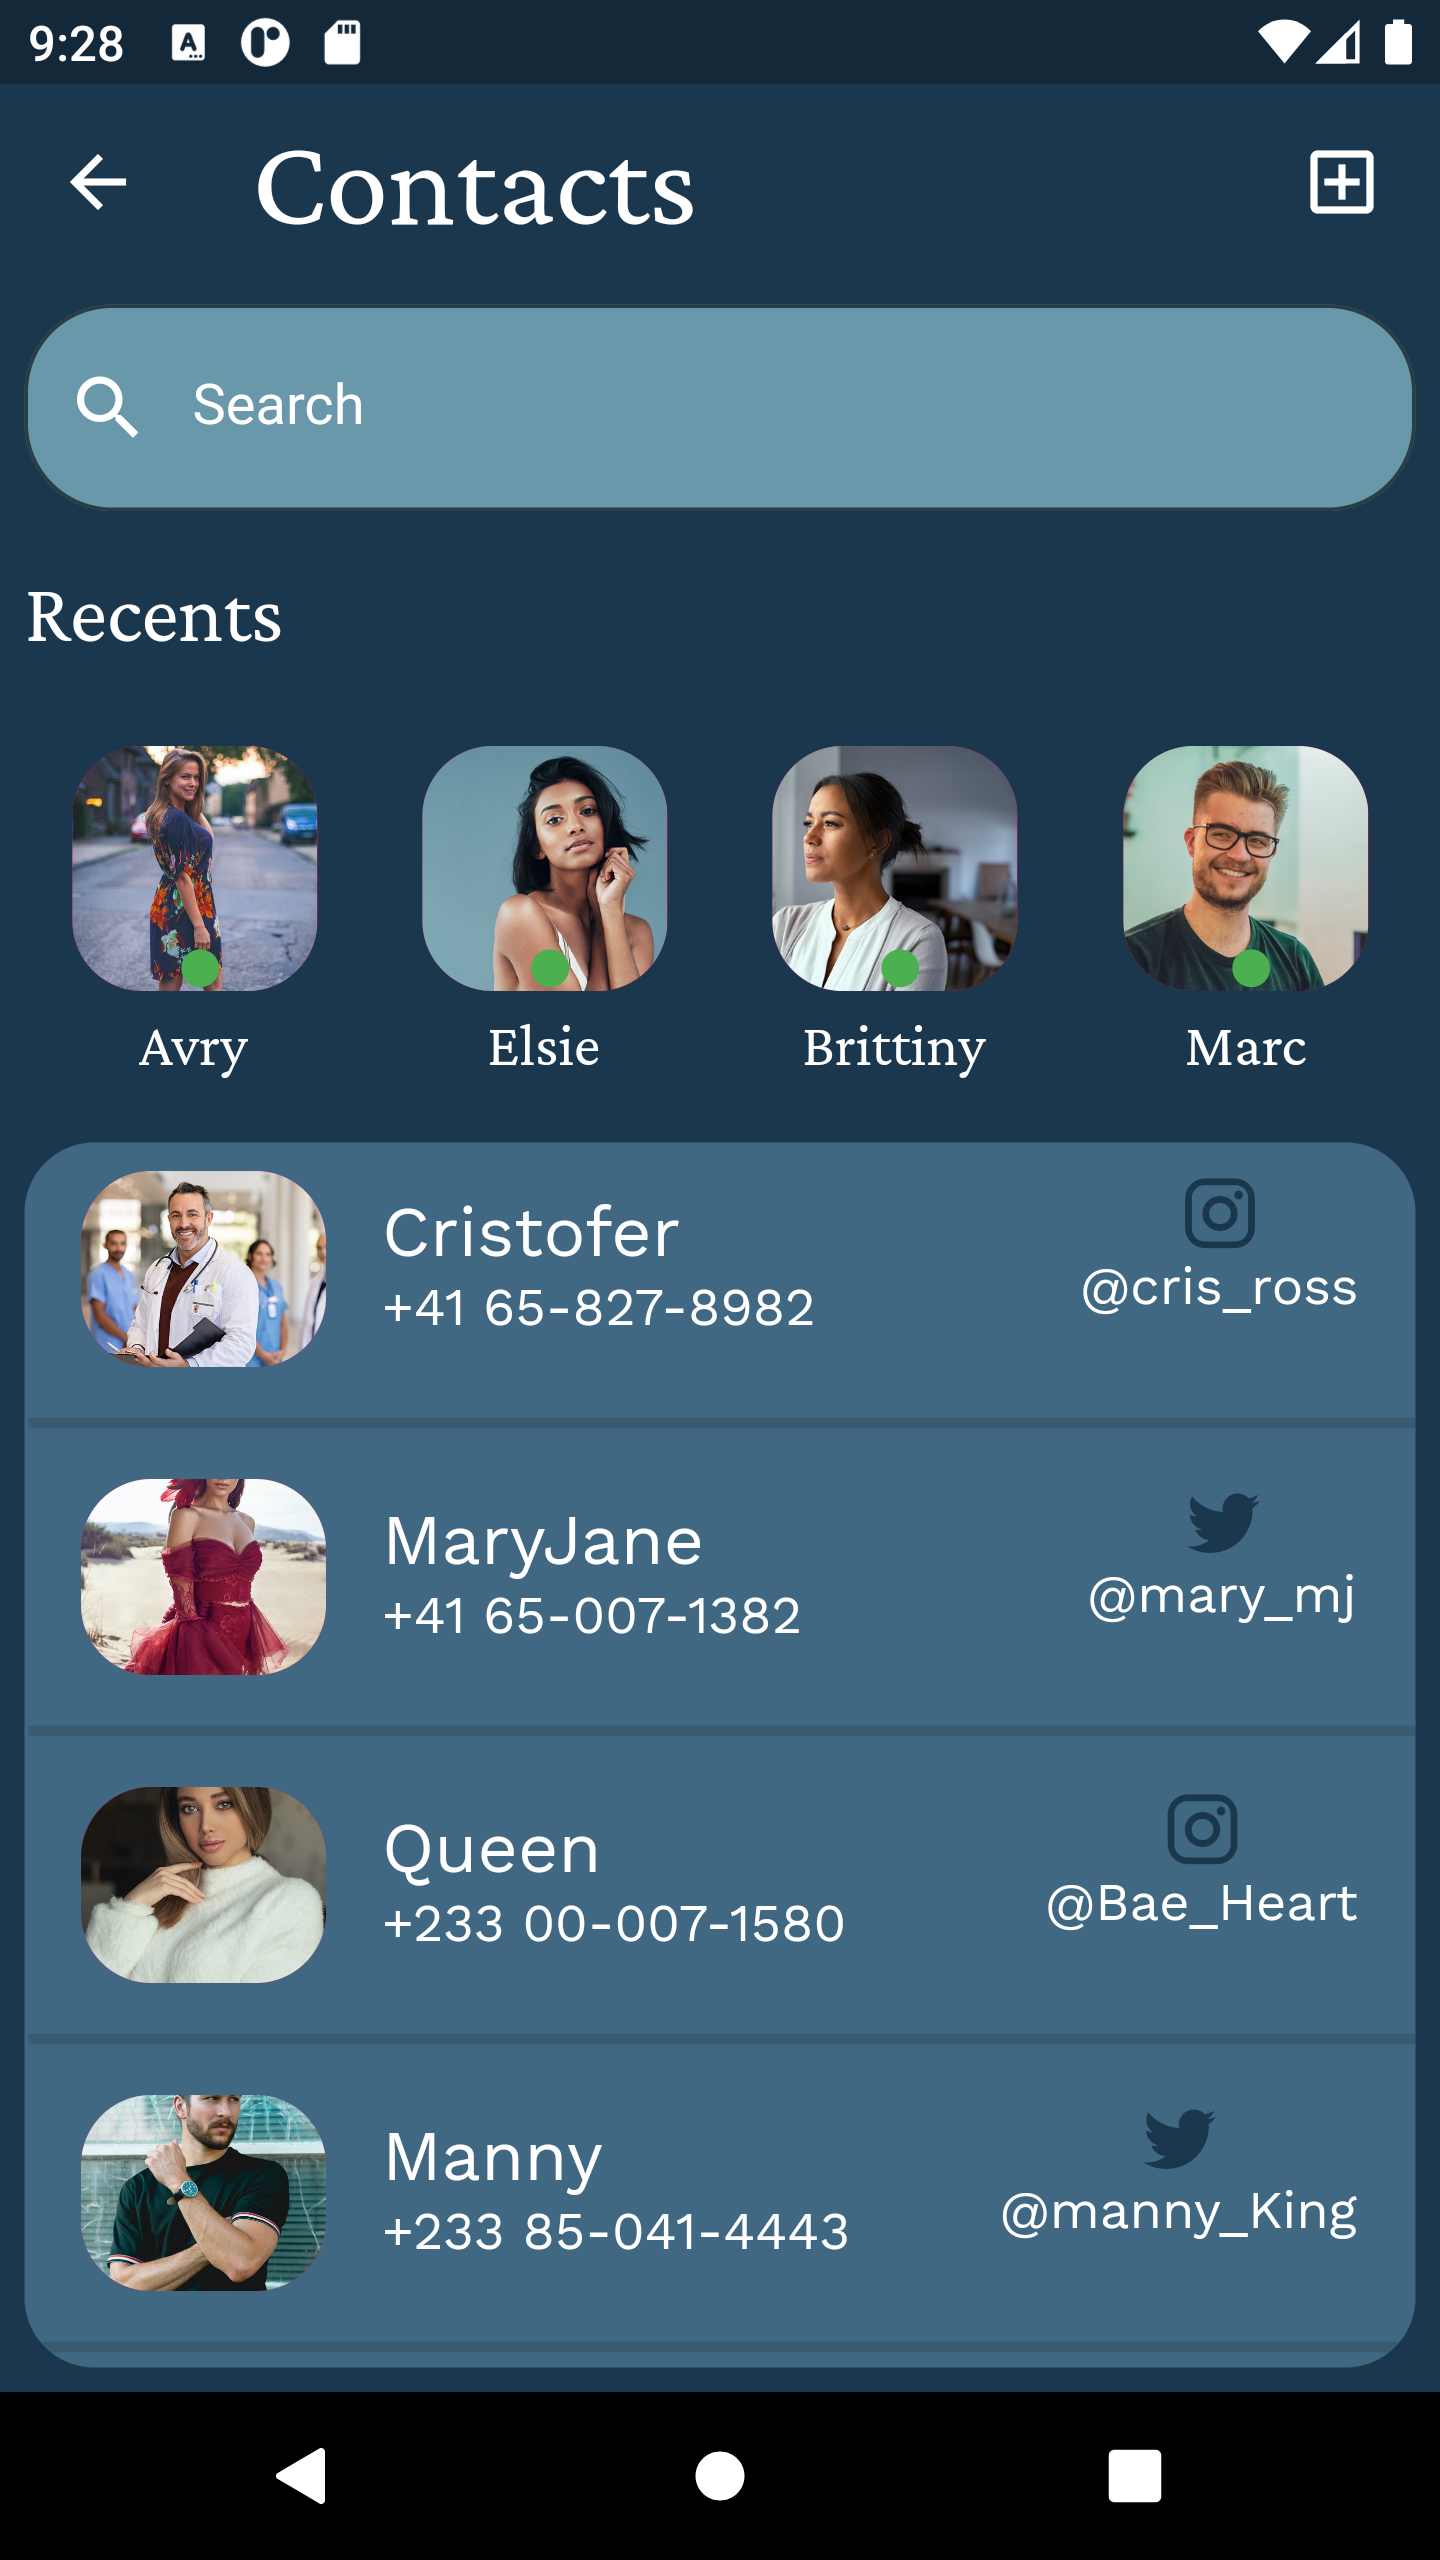 9:28
Contacts
Search
Recents
Avry
Elsie
Brittiny
Marc
Cristofer
+41 65-827-8982
@cris_ross
MaryJane
+41 65-007-1382
@mary_mj
Queen
+233 00-007-1580
@Bae_Heart
Manny
+233 85-041-4443
@manny_King